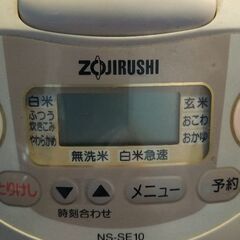 ZOJIRUSHI
白米
ふつう
炊きこみ
やわらかめ
玄米
おこわ
おかゆ
無洗米 白米急速
とりけし
メニュー
予約
時刻合わせ
NS-SE10